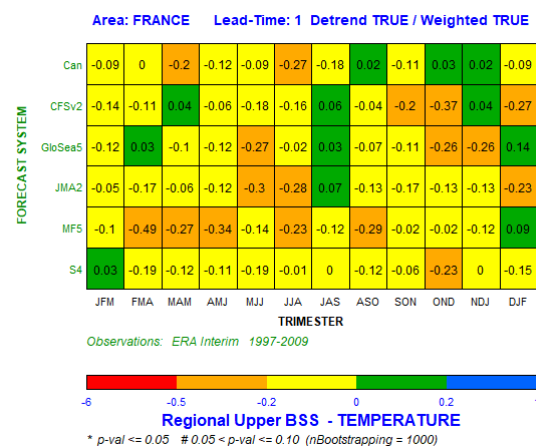 Area: FRANCE Lead-Time: 1 Detrend TRUE / Weighted TRUE
FORECAST SYSTEM
Can -0.09 0 -0.2 -0.12 -0.09 -0.27 -0.18 0.02 -0.11 0.03 0.02 -0.09
CFSv2 -0.14 -0.11 0.04 -0.06 -0.18 -0.16 0.06 -0.04 -0.2 -0.37 0.04 -0.27
GloSea5 -0.12 0.03 -0.1 -0.12 -0.27 -0.02 0.03 -0.07 -0.11 -0.26 -0.26 0.14
JMA2 -0.05 -0.17 -0.06 -0.12 -0.3 -0.28 0.07 -0.13 -0.17 -0.13 -0.13 -0.23
MF5 -0.1 -0.49 -0.27 -0.34 -0.14 -0.23 -0.12 -0.29 -0.02 -0.02 -0.12 0.09
S4 0.03 -0.19 -0.12 -0.11 -0.19 -0.01 0 -0.12 -0.06 -0.23 0 -0.15
JFM FMA MAM AMJ MJJ JJA JAS ASO SON OND NDJ DJF
TRIMESTER
Observations: ERA Interim 1997-2009
-6 -0.5 -0.2 0 0.2
Regional Upper BSS - TEMPERATURE
* p-val <= 0.05 # 0.05 < p-val <= 0.10 (nBootstrapping = 1000)